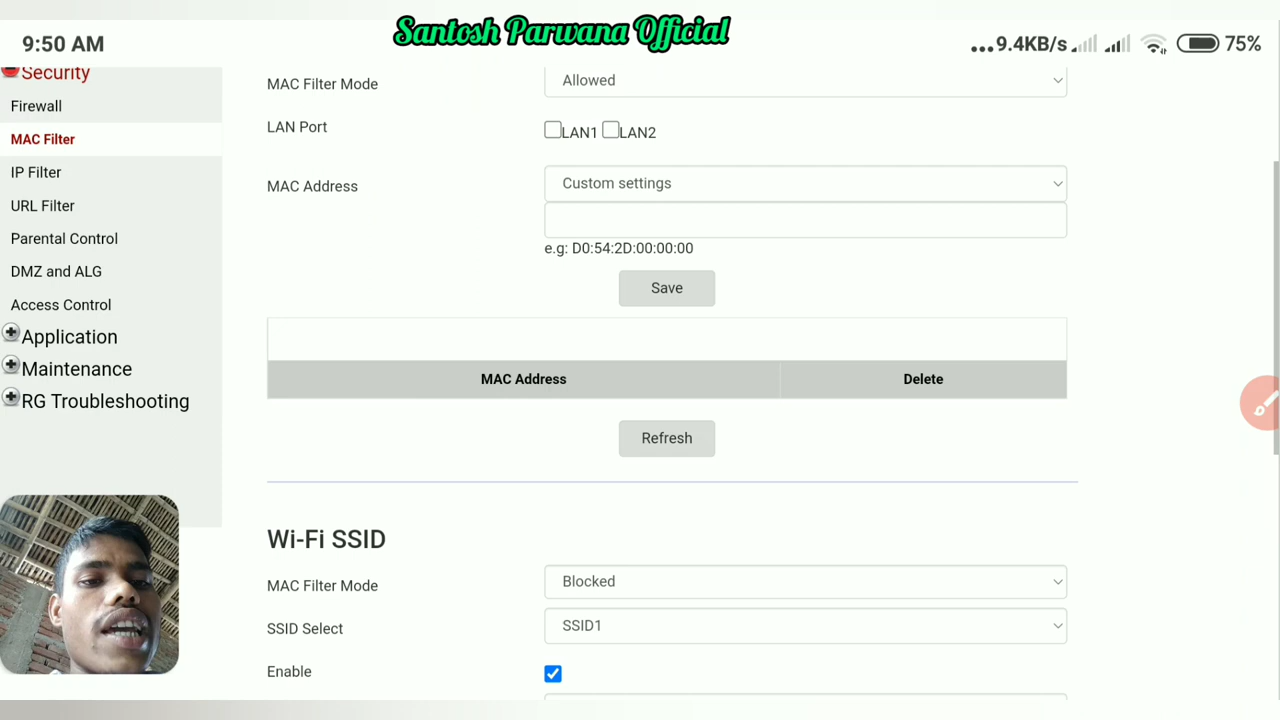 Santosh Parwana Official
9:50 AM
...9.4KB/s 75%
Security
Firewall
MAC Filter
IP Filter
URL Filter
Parental Control
DMZ and ALG
Access Control
Application
Maintenance
RG Troubleshooting
MAC Filter Mode Allowed
LAN Port LAN1 LAN2
MAC Address Custom settings
e.g: D0:54:2D:00:00:00
Save
MAC Address Delete
Refresh
Wi-Fi SSID
MAC Filter Mode Blocked
SSID Select SSID1
Enable